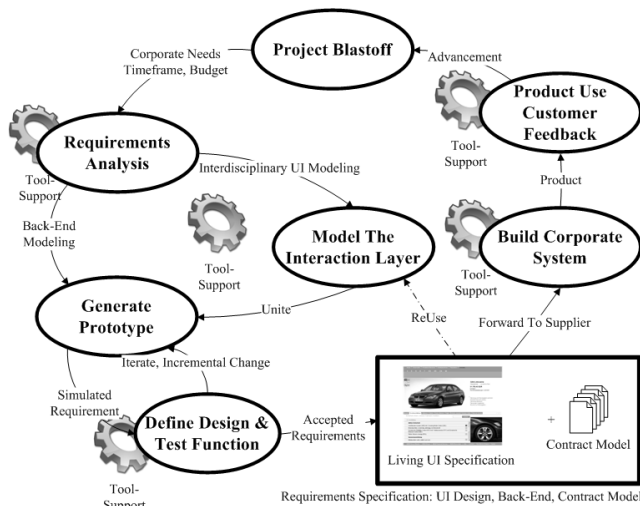 Project Blastoff
Corporate Needs
Timeframe, Budget
Advancement
Product Use
Customer
Feedback
Tool-
Support
Requirements
Analysis
Tool-
Support
Interdisciplinary UI Modeling
Product
Back-End
Modeling
Model The
Interaction Layer
Tool-
Support
Build Corporate
System
Tool-
Support
Generate
Prototype
Unite
ReUse
Forward To Supplier
Iterate, Incremental Change
Simulated
Requirement
Define Design &
Test Function
Tool-
Support
Accepted
Requirements
+
Living UI Specification
Contract Model
Requirements Specification: UI Design, Back-End, Contract Model